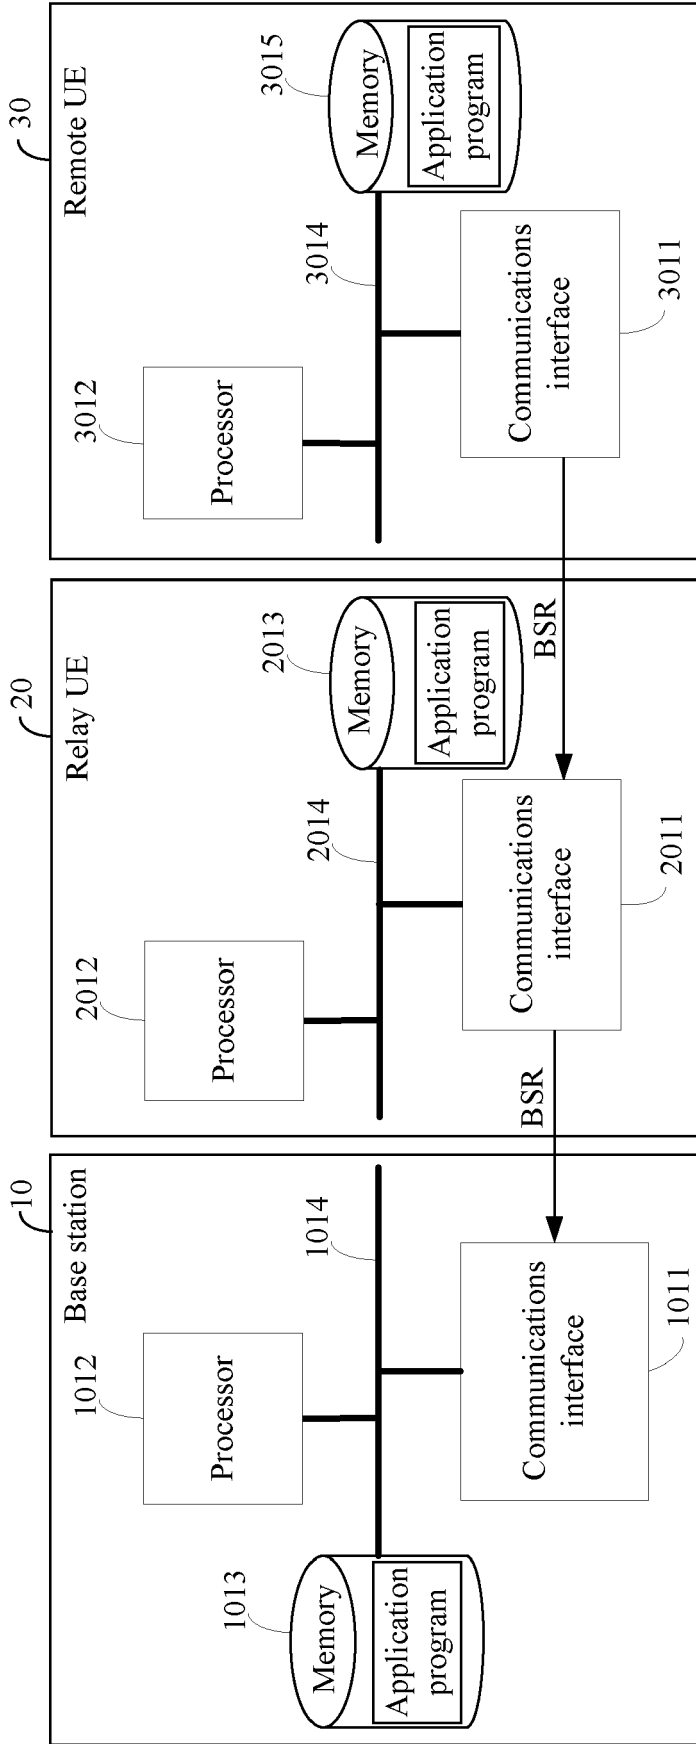 10
Base station
1012
Processor
1013
Memory
Application
program
1014
Communications
interface
1011
BSR
20
Relay UE
2012
Processor
2013
Memory
Application
program
2014
Communications
interface
2011
BSR
30
Remote UE
3012
Processor
3015
Memory
Application
program
3014
Communications
interface
3011